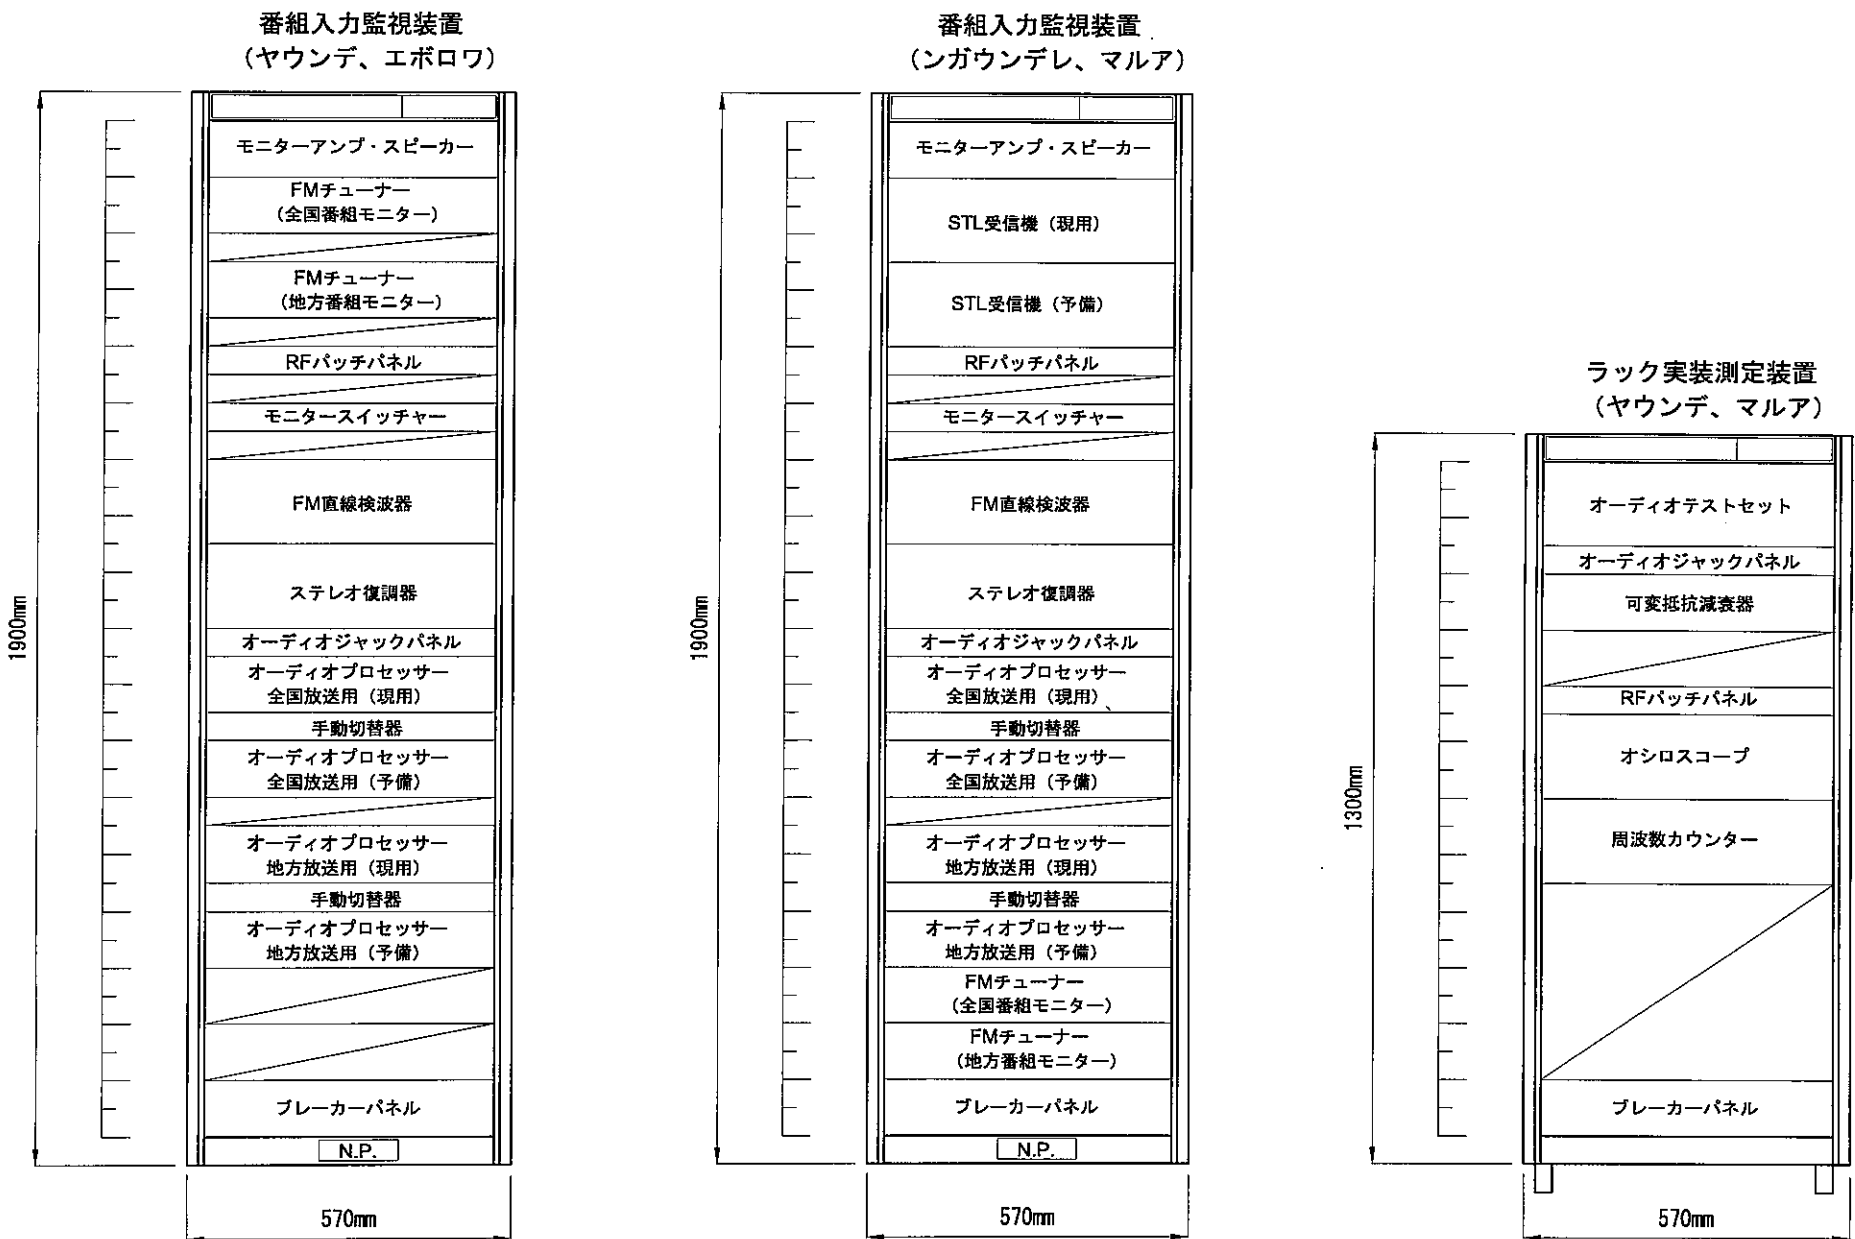 番組入力監視装置
(ヤウンデ、エボロワ)
モニターアンプ・スピーカー
FMチューナー
(全国番組モニター)
FMチューナー
(地方番組モニター)
RFパッチパネル
モニタースイッチャー
FM直線検波器
ステレオ復調器
オーディオジャックパネル
オーディオプロセッサー
全国放送用(現用)
手動切替器
オーディオプロセッサー
全国放送用(予備)
オーディオプロセッサー
地方放送用(現用)
手動切替器
オーディオプロセッサー
地方放送用(予備)
ブレーカーパネル
N.P.
1900mm
570mm
番組入力監視装置
(ンガウンデレ、マルア)
モニターアンプ・スピーカー
STL受信機(現用)
STL受信機(予備)
RFパッチパネル
モニタースイッチャー
FM直線検波器
ステレオ復調器
オーディオジャックパネル
オーディオプロセッサー
全国放送用(現用)
手動切替器
オーディオプロセッサー
全国放送用(予備)
オーディオプロセッサー
地方放送用(現用)
手動切替器
オーディオプロセッサー
地方放送用(予備)
FMチューナー
(全国番組モニター)
FMチューナー
(地方番組モニター)
ブレーカーパネル
N.P.
1900mm
570mm
ラック実装測定装置
(ヤウンデ、マルア)
オーディオテストセット
オーディオジャックパネル
可変抵抗減衰器
RFパッチパネル
オシロスコープ
周波数カウンター
ブレーカーパネル
1300mm
570mm